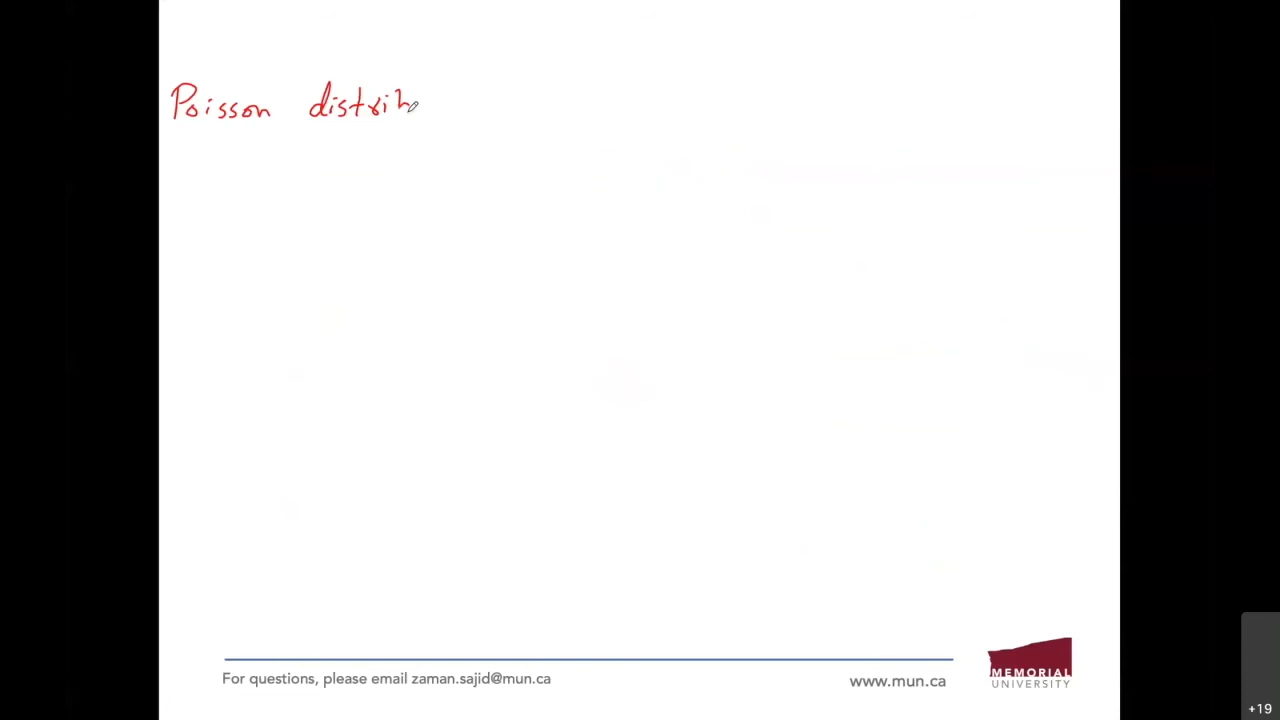 Poisson distrib
For questions, please email zaman.sajid@mun.ca
www.mun.ca
MEMORIAL
UNIVERSITY
+19